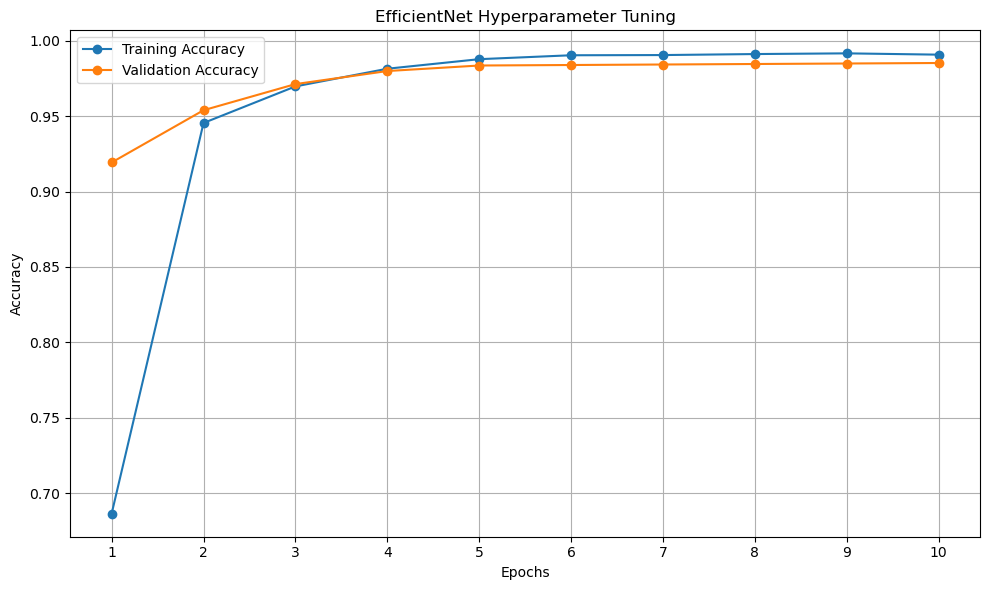 EfficientNet Hyperparameter Tuning
Training Accuracy
Validation Accuracy
1.00
0.95
0.90
0.85
0.80
0.75
0.70
Accuracy
1 2 3 4 5 6 7 8 9 10
Epochs